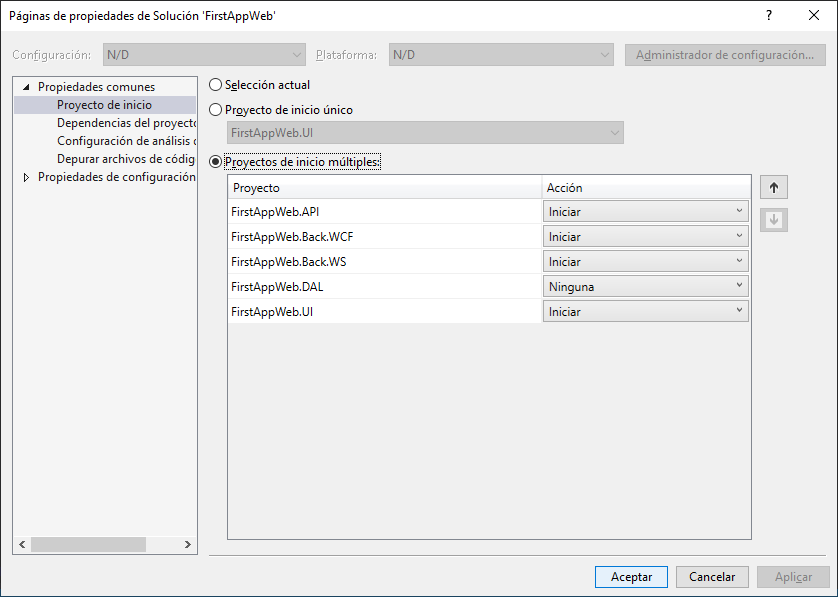 Páginas de propiedades de Solución 'FirstAppWeb'
Configuración: N/D Plataforma: N/D Administrador de configuración...
Propiedades comunes
Proyecto de inicio
Dependencias del proyecto
Configuración de análisis
Depurar archivos de códig
Propiedades de configuración
Selección actual
Proyecto de inicio único
FirstAppWeb.UI
Proyectos de inicio múltiples:
Proyecto Acción
FirstAppWeb.API Iniciar
FirstAppWeb.Back.WCF Iniciar
FirstAppWeb.Back.WS Iniciar
FirstAppWeb.DAL Ninguna
FirstAppWeb.UI Iniciar
Aceptar Cancelar Aplicar